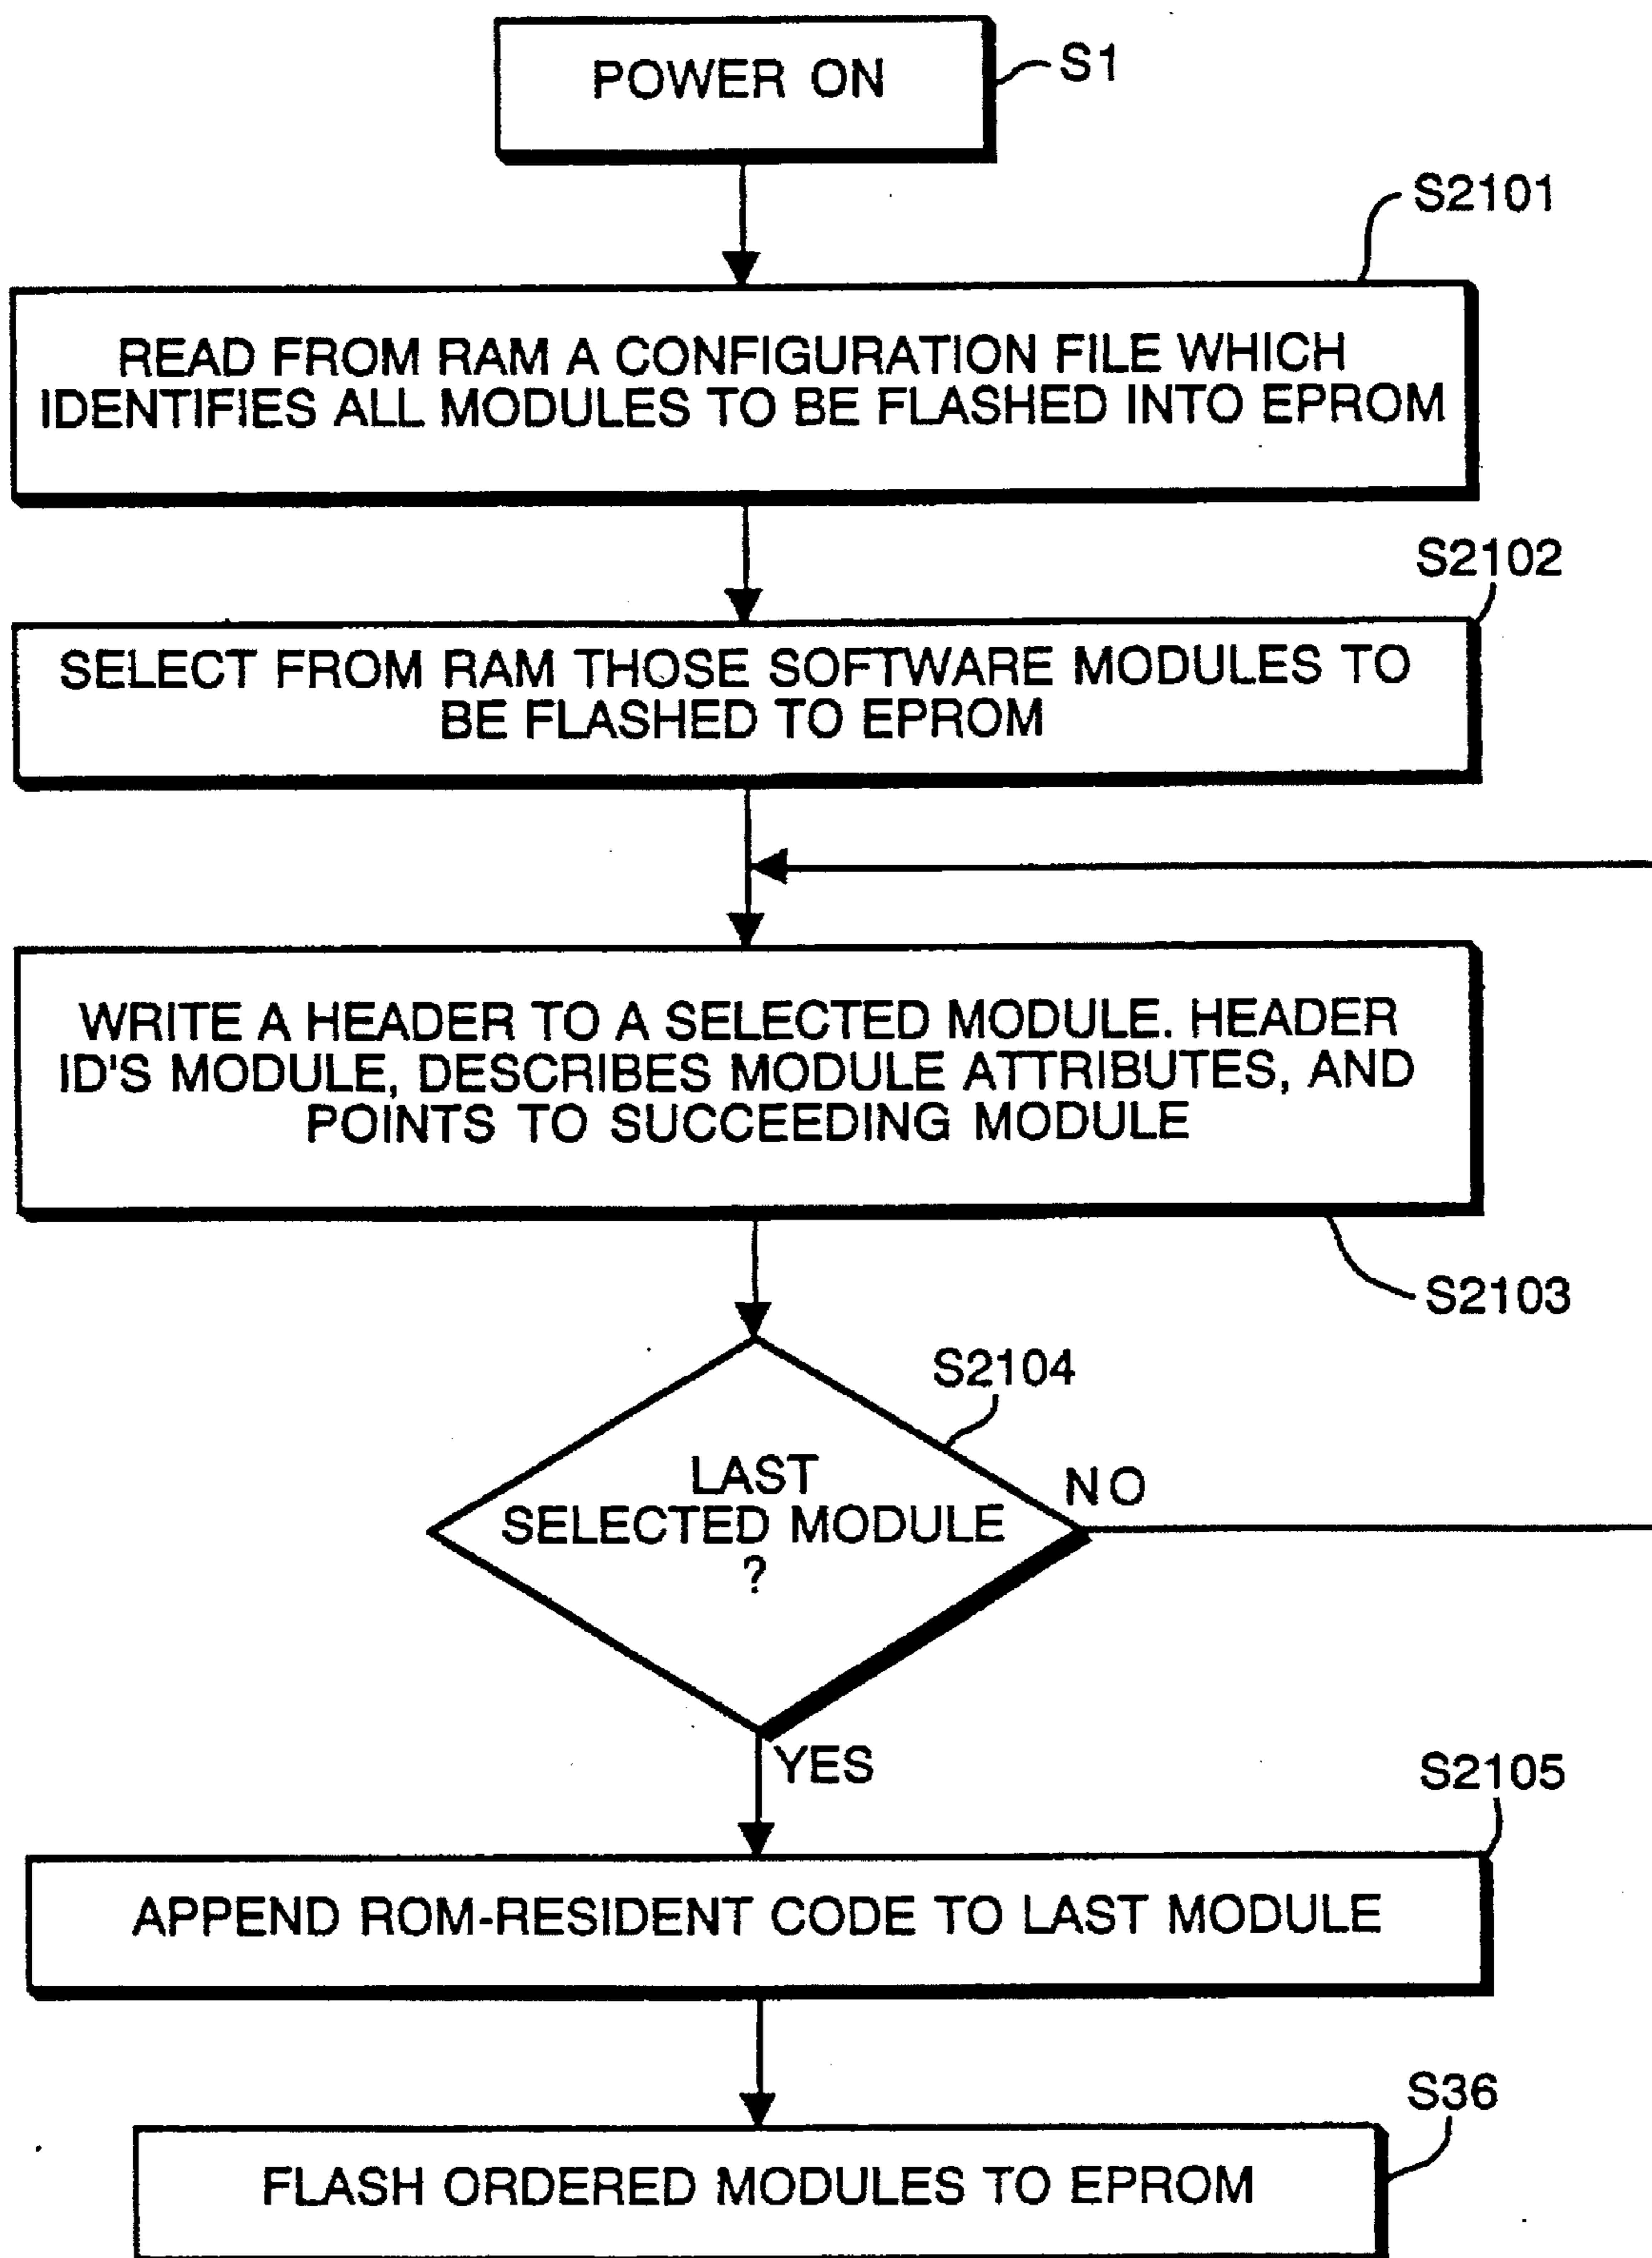 POWER ON
S1
S2101
READ FROM RAM A CONFIGURATION FILE WHICH
IDENTIFIES ALL MODULES TO BE FLASHED INTO EPROM
S2102
SELECT FROM RAM THOSE SOFTWARE MODULES TO
BE FLASHED TO EPROM
WRITE A HEADER TO A SELECTED MODULE. HEADER
ID'S MODULE, DESCRIBES MODULE ATTRIBUTES, AND
POINTS TO SUCCEEDING MODULE
S2103
S2104
LAST
SELECTED MODULE
?
NO
YES
S2105
APPEND ROM-RESIDENT CODE TO LAST MODULE
S36
FLASH ORDERED MODULES TO EPROM